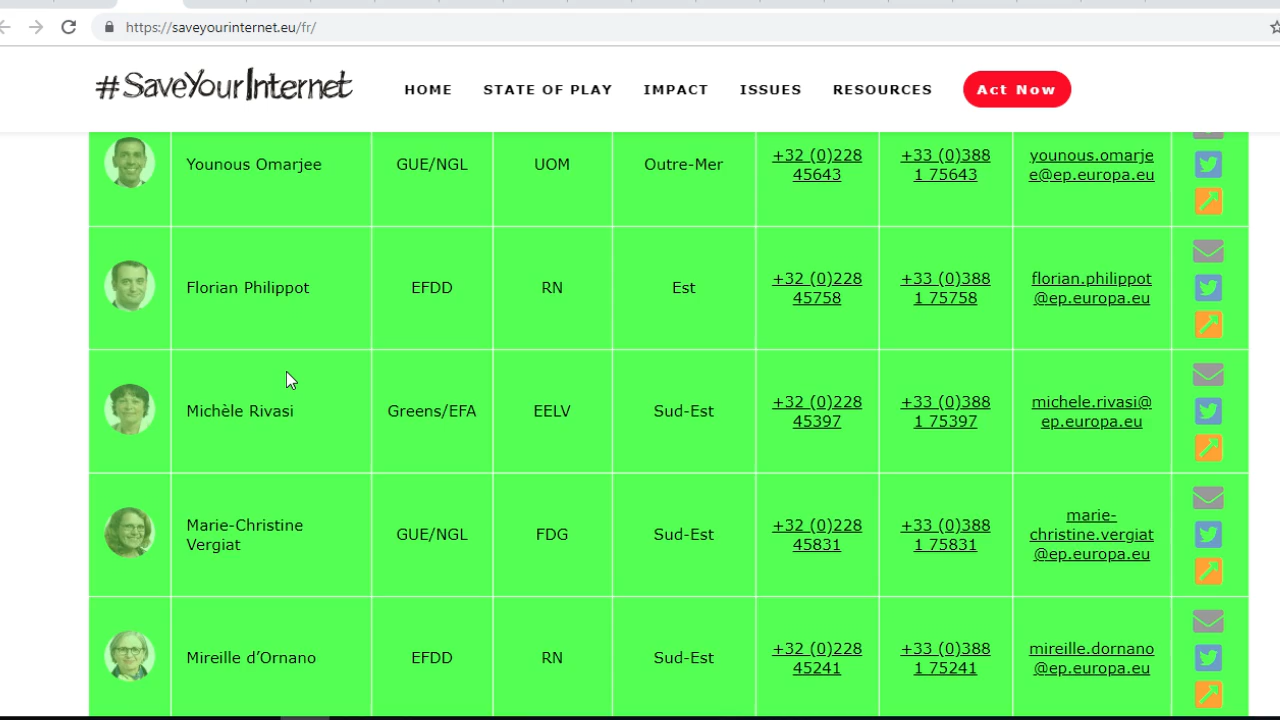 https://saveyourinternet.eu/fr/
#SaveYourInternet
HOME STATE OF PLAY IMPACT ISSUES RESOURCES Act Now
Younous Omarjee GUE/NGL UOM Outre-Mer
+32 (0)228
45643
+33 (0)388
1 75643
younous.omarje
e@ep.europa.eu
Florian Philippot EFDD RN Est
+32 (0)228
45758
+33 (0)388
1 75758
florian.philippot
@ep.europa.eu
Michèle Rivasi Greens/EFA EELV Sud-Est
+32 (0)228
45397
+33 (0)388
1 75397
michele.rivasi@
ep.europa.eu
Marie-Christine
Vergiat
GUE/NGL FDG Sud-Est
+32 (0)228
45831
+33 (0)388
1 75831
marie-
christine.vergiat
@ep.europa.eu
Mireille d’Ornano EFDD RN Sud-Est
+32 (0)228
45241
+33 (0)388
1 75241
mireille.dornano
@ep.europa.eu